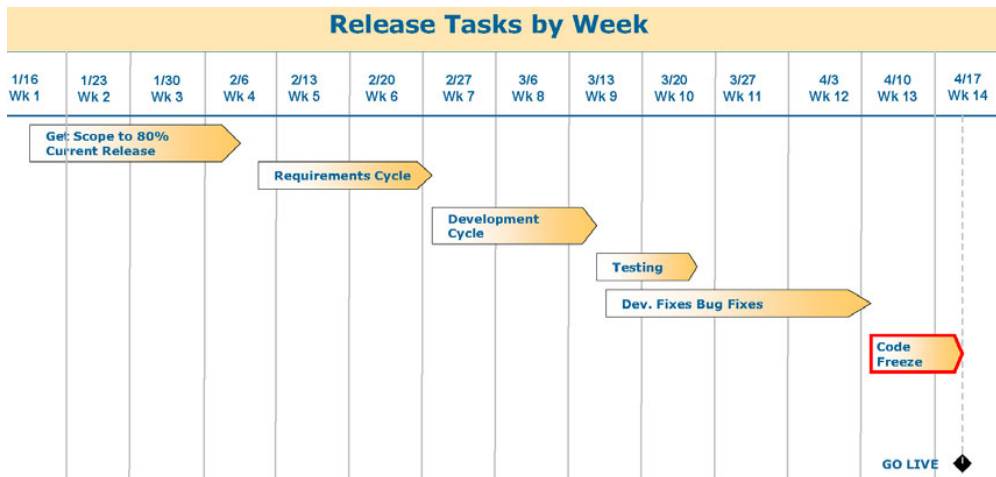 Release Tasks by Week
1/16 1/23 1/30 2/6 2/13 2/20 2/27 3/6 3/13 3/20 3/27 4/3 4/10 4/17
Wk 1 Wk 2 Wk 3 Wk 4 Wk 5 Wk 6 Wk 7 Wk 8 Wk 9 Wk 10 Wk 11 Wk 12 Wk 13 Wk 14
Get Scope to 80%
Current Release
Requirements Cycle
Development
Cycle
Testing
Dev. Fixes Bug Fixes
Code
Freeze
GO LIVE